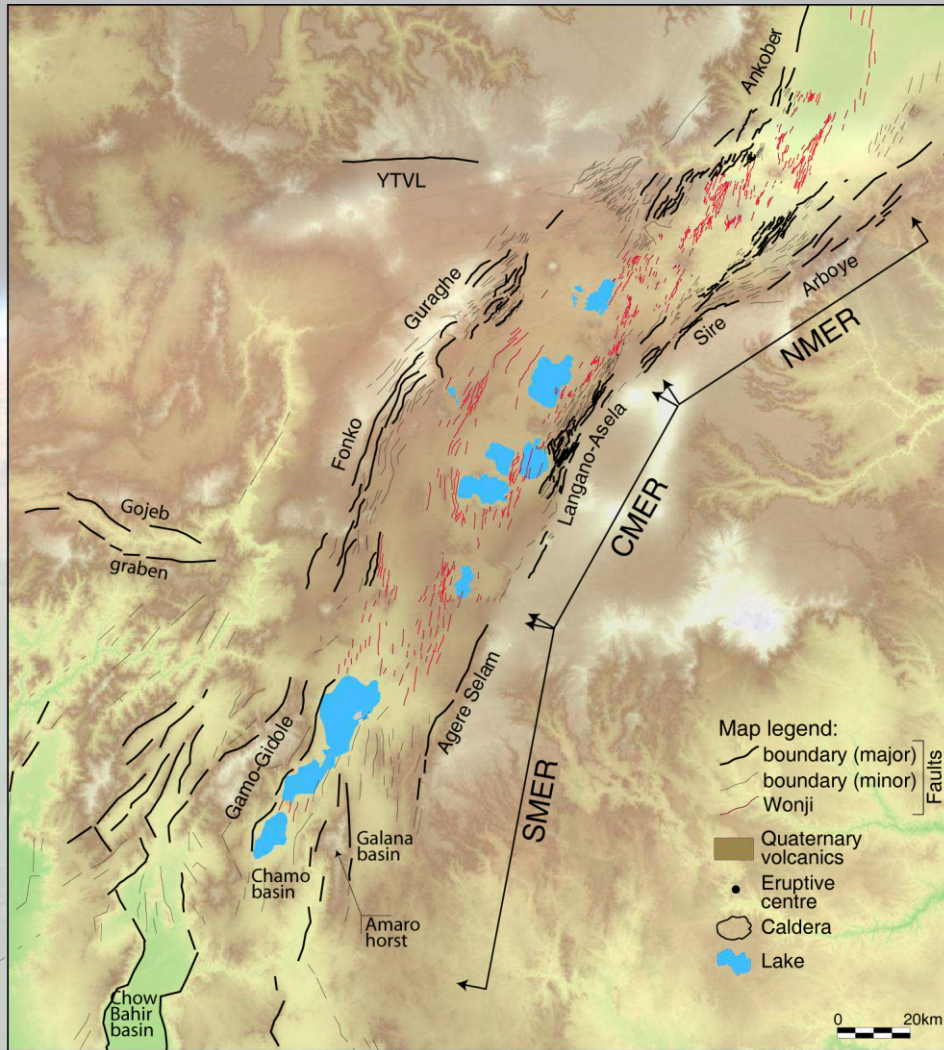 Ankober
YTVL
Guraghe
Arboye
Sire
NMER
Fonko
Langano-Asela
CMER
Gojeb
graben
Agere Selam
Gamo-Gidole
SMER
Galana
basin
Chamo
basin
Amaro
horst
Chow
Bahir
basin
Map legend:
boundary (major)
boundary (minor)
Wonji
Faults
Quaternary
volcanics
Eruptive
centre
Caldera
Lake
0 20km